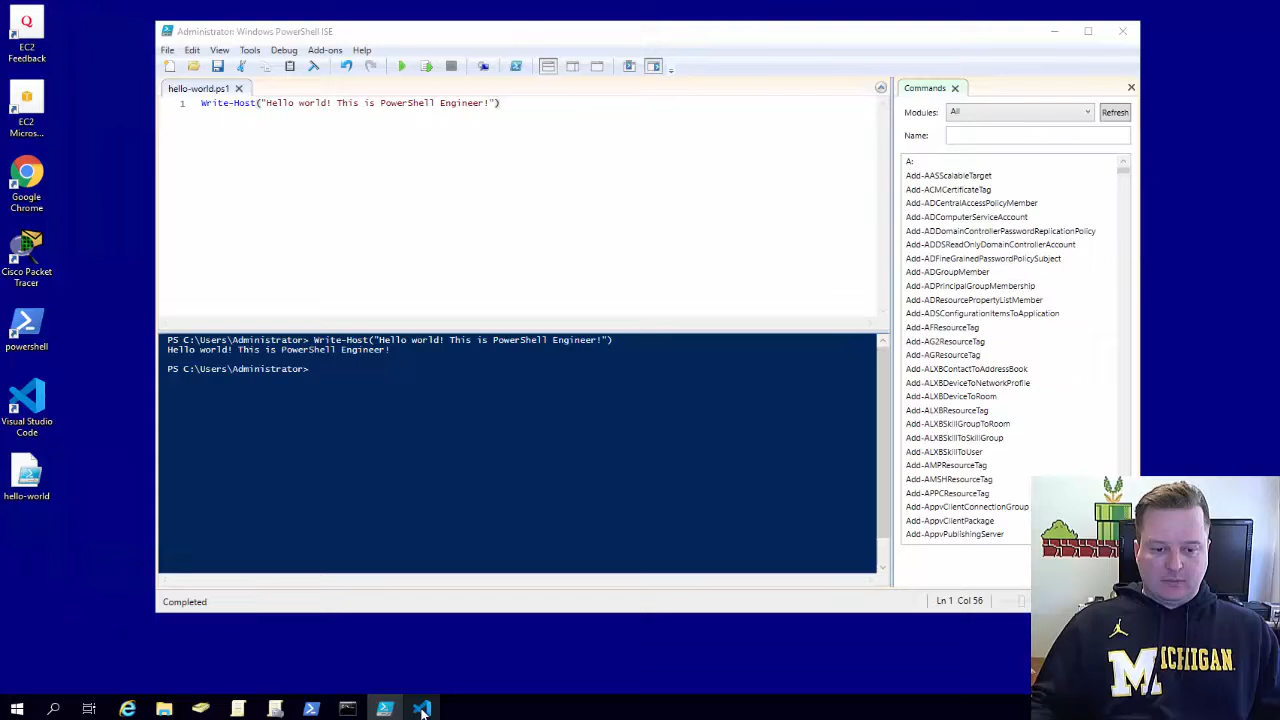 EC2
Feedback
EC2
Micros...
Google
Chrome
Cisco Packet
Tracer
powershell
Visual Studio
Code
hello-world
Administrator: Windows PowerShell ISE
File Edit View Tools Debug Add-ons Help
hello-world.ps1
1 Write-Host("Hello world! This is PowerShell Engineer!")
PS C:\Users\Administrator> Write-Host("Hello world! This is PowerShell Engineer!")
Hello world! This is PowerShell Engineer!
PS C:\Users\Administrator>
Completed
Ln 1 Col 56
Commands
Modules: All Refresh
Name:
A:
Add-AASScalableTarget
Add-ACMCertificateTag
Add-ADCentralAccessPolicyMember
Add-ADComputerServiceAccount
Add-ADDomainControllerPasswordReplicationPolicy
Add-ADDSReadOnlyDomainControllerAccount
Add-ADFineGrainedPasswordPolicySubject
Add-ADGroupMember
Add-ADPrincipalGroupMembership
Add-ADResourcePropertyListMember
Add-ADSConfigurationItemsToApplication
Add-AFResourceTag
Add-AG2ResourceTag
Add-AGResourceTag
Add-ALXBContactToAddressBook
Add-ALXBDeviceToNetworkProfile
Add-ALXBDeviceToRoom
Add-ALXBResourceTag
Add-ALXBSkillGroupToRoom
Add-ALXBSkillToSkillGroup
Add-ALXBSkillToUser
Add-AMPResourceTag
Add-AMSHResourceTag
Add-APPCResourceTag
Add-AppvClientConnectionGroup
Add-AppvClientPackage
Add-AppvPublishingServer
M MICHIGAN.